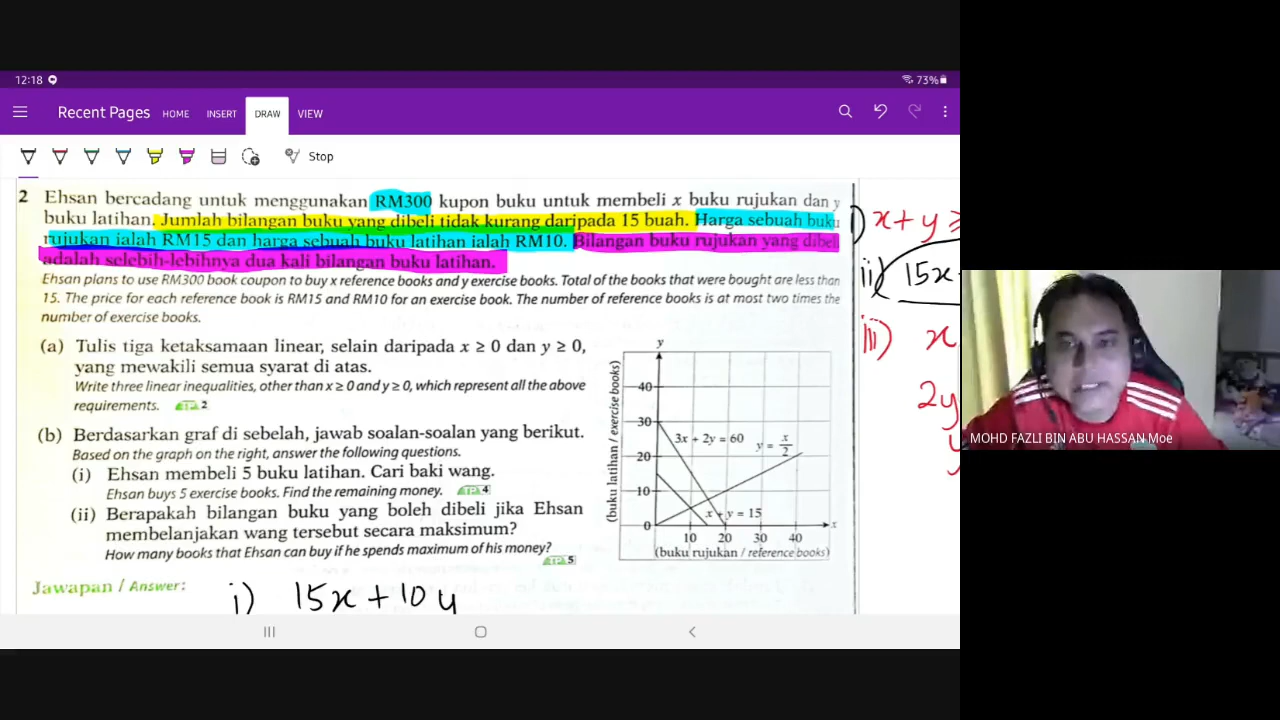 12:18
73%
Recent Pages HOME INSERT DRAW VIEW
Stop
2 Ehsan bercadang untuk menggunakan RM300 kupon buku untuk membeli x buku rujukan dan y
buku latihan. Jumlah bilangan buku yang dibeli tidak kurang daripada 15 buah. Harga sebuah buku
rujukan ialah RM15 dan harga sebuah buku latihan ialah RM10. Bilangan buku rujukan yang dibeli
adalah selebih-lebihnya dua kali bilangan buku latihan.
Ehsan plans to use RM300 book coupon to buy x reference books and y exercise books. Total of the books that were bought are less than
15. The price for each reference book is RM15 and RM10 for an exercise book. The number of reference books is at most two times the
number of exercise books.
(a) Tulis tiga ketaksamaan linear, selain daripada x ≥ 0 dan y ≥ 0,
yang mewakili semua syarat di atas.
Write three linear inequalities, other than x ≥ 0 and y ≥ 0, which represent all the above
requirements. TP 2
(b) Berdasarkan graf di sebelah, jawab soalan-soalan yang berikut.
Based on the graph on the right, answer the following questions.
(i) Ehsan membeli 5 buku latihan. Cari baki wang.
Ehsan buys 5 exercise books. Find the remaining money. TP 4
(ii) Berapakah bilangan buku yang boleh dibeli jika Ehsan
membelanjakan wang tersebut secara maksimum?
How many books that Ehsan can buy if he spends maximum of his money?
TP 5
Jawapan / Answer:
i) 15x + 10y
y
(buku latihan / exercise books)
40
30
20
10
0
3x + 2y = 60
y = x/2
x + y = 15
x
10 20 30 40
(buku rujukan / reference books)
i) x + y ≥
ii) 15x +
iii) x
2y
MOHD FAZLI BIN ABU HASSAN Moe